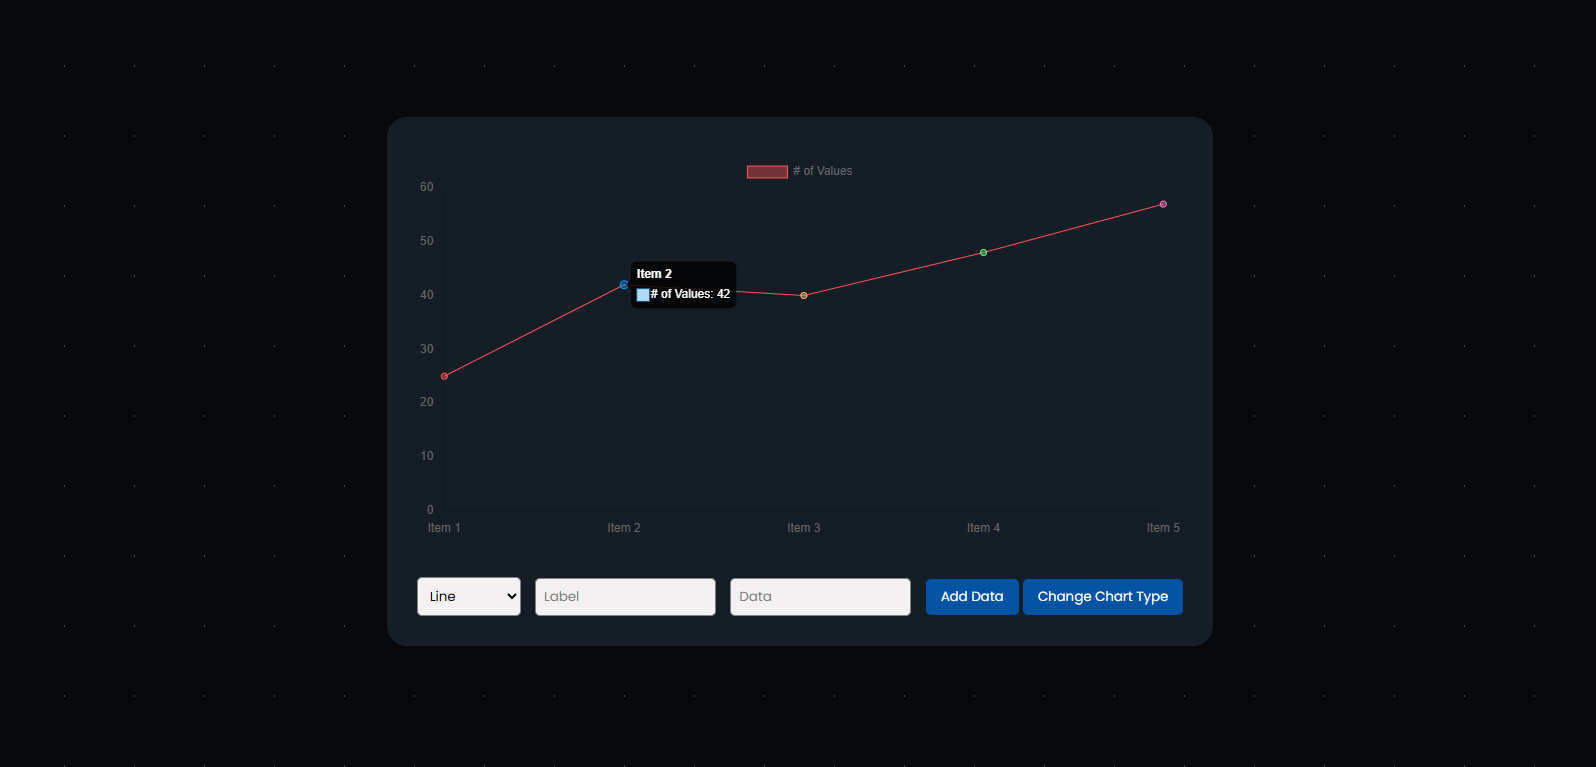 # of Values
60
50
40
30
20
10
0
Item 2
# of Values: 42
Item 1 Item 2 Item 3 Item 4 Item 5
Line Label Data Add Data Change Chart Type